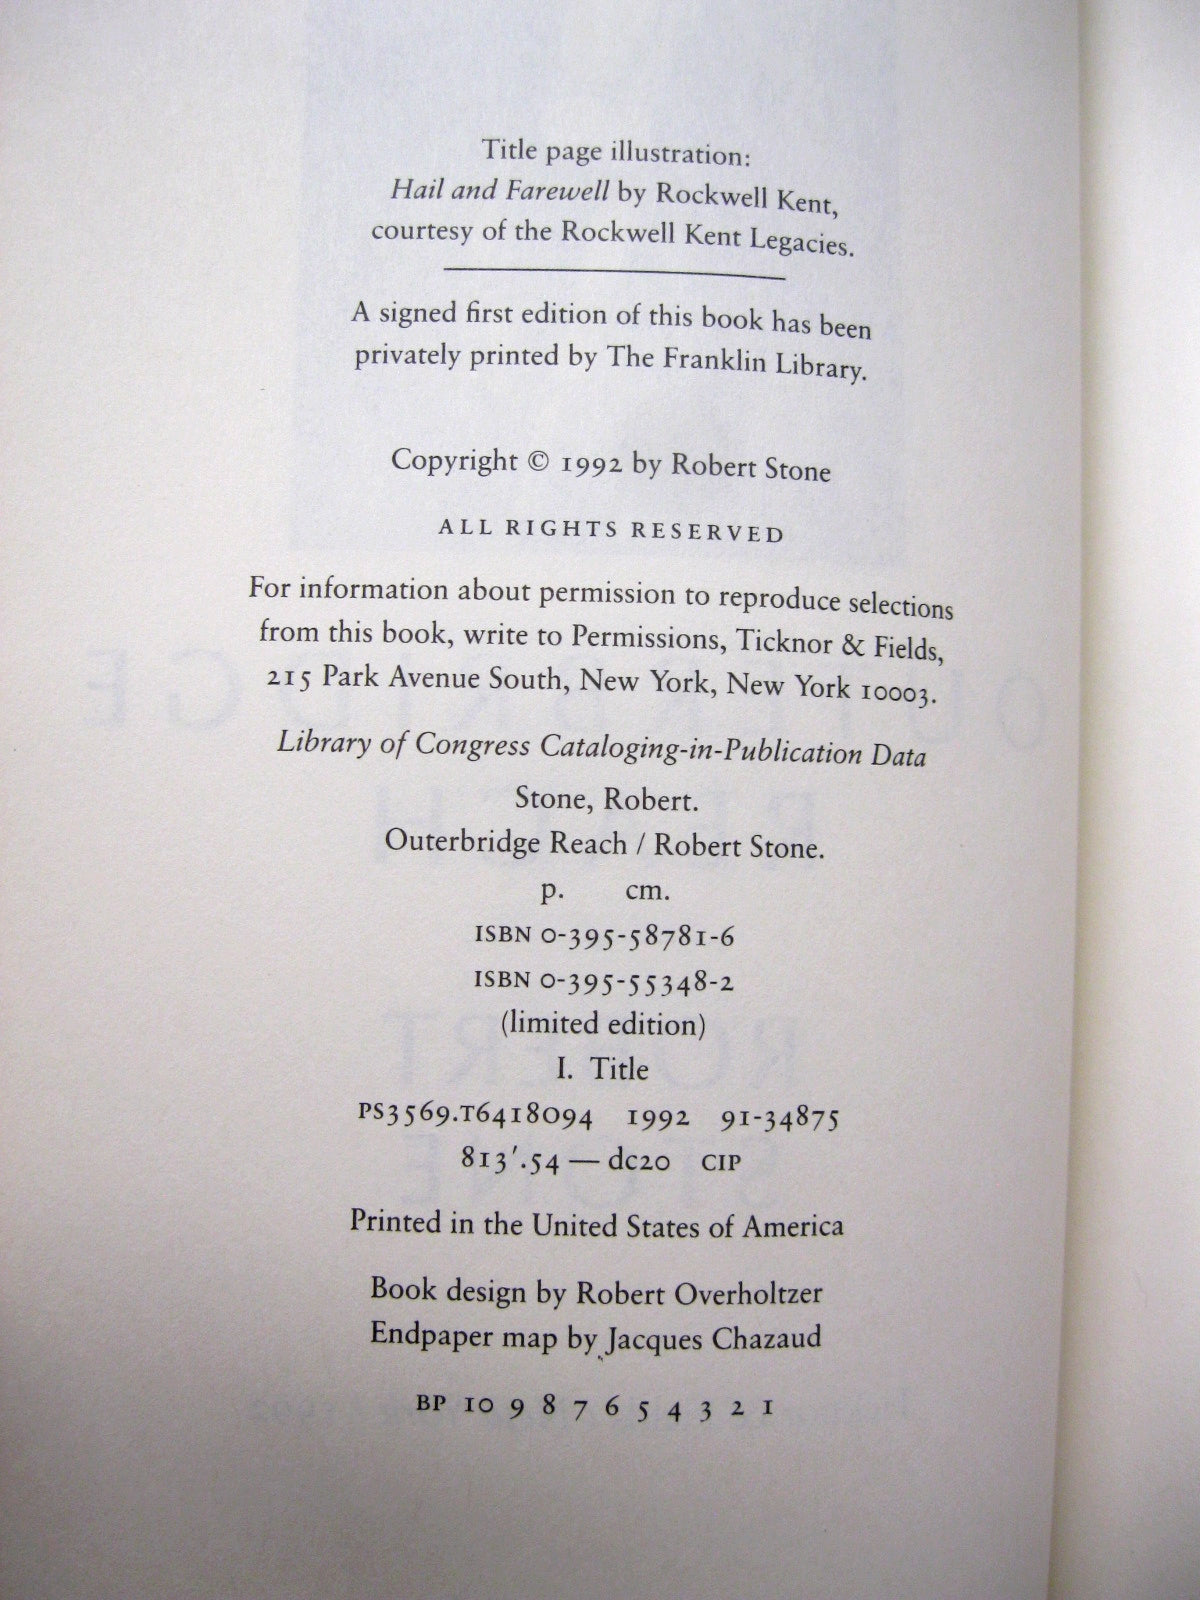 Title page illustration:
Hail and Farewell by Rockwell Kent,
courtesy of the Rockwell Kent Legacies.
A signed first edition of this book has been
privately printed by The Franklin Library.
Copyright © 1992 by Robert Stone
ALL RIGHTS RESERVED
For information about permission to reproduce selections
from this book, write to Permissions, Ticknor & Fields,
215 Park Avenue South, New York, New York 10003.
Library of Congress Cataloging-in-Publication Data
Stone, Robert.
Outerbridge Reach / Robert Stone.
p. cm.
ISBN 0-395-58781-6
ISBN 0-395-55348-2
(limited edition)
I. Title
PS3569.T6418094 1992 91-34875
813′.54 — dc20 CIP
Printed in the United States of America
Book design by Robert Overholtzer
Endpaper map by Jacques Chazaud
BP 10 9 8 7 6 5 4 3 2 1